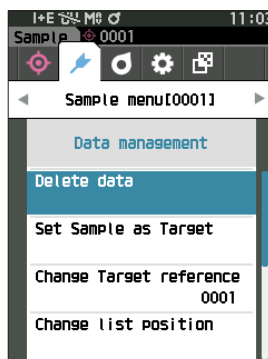 I+E M0 11:03
Sample 0001
Sample menu[0001]
Data management
Delete data
Set Sample as Target
Change Target reference
0001
Change list position